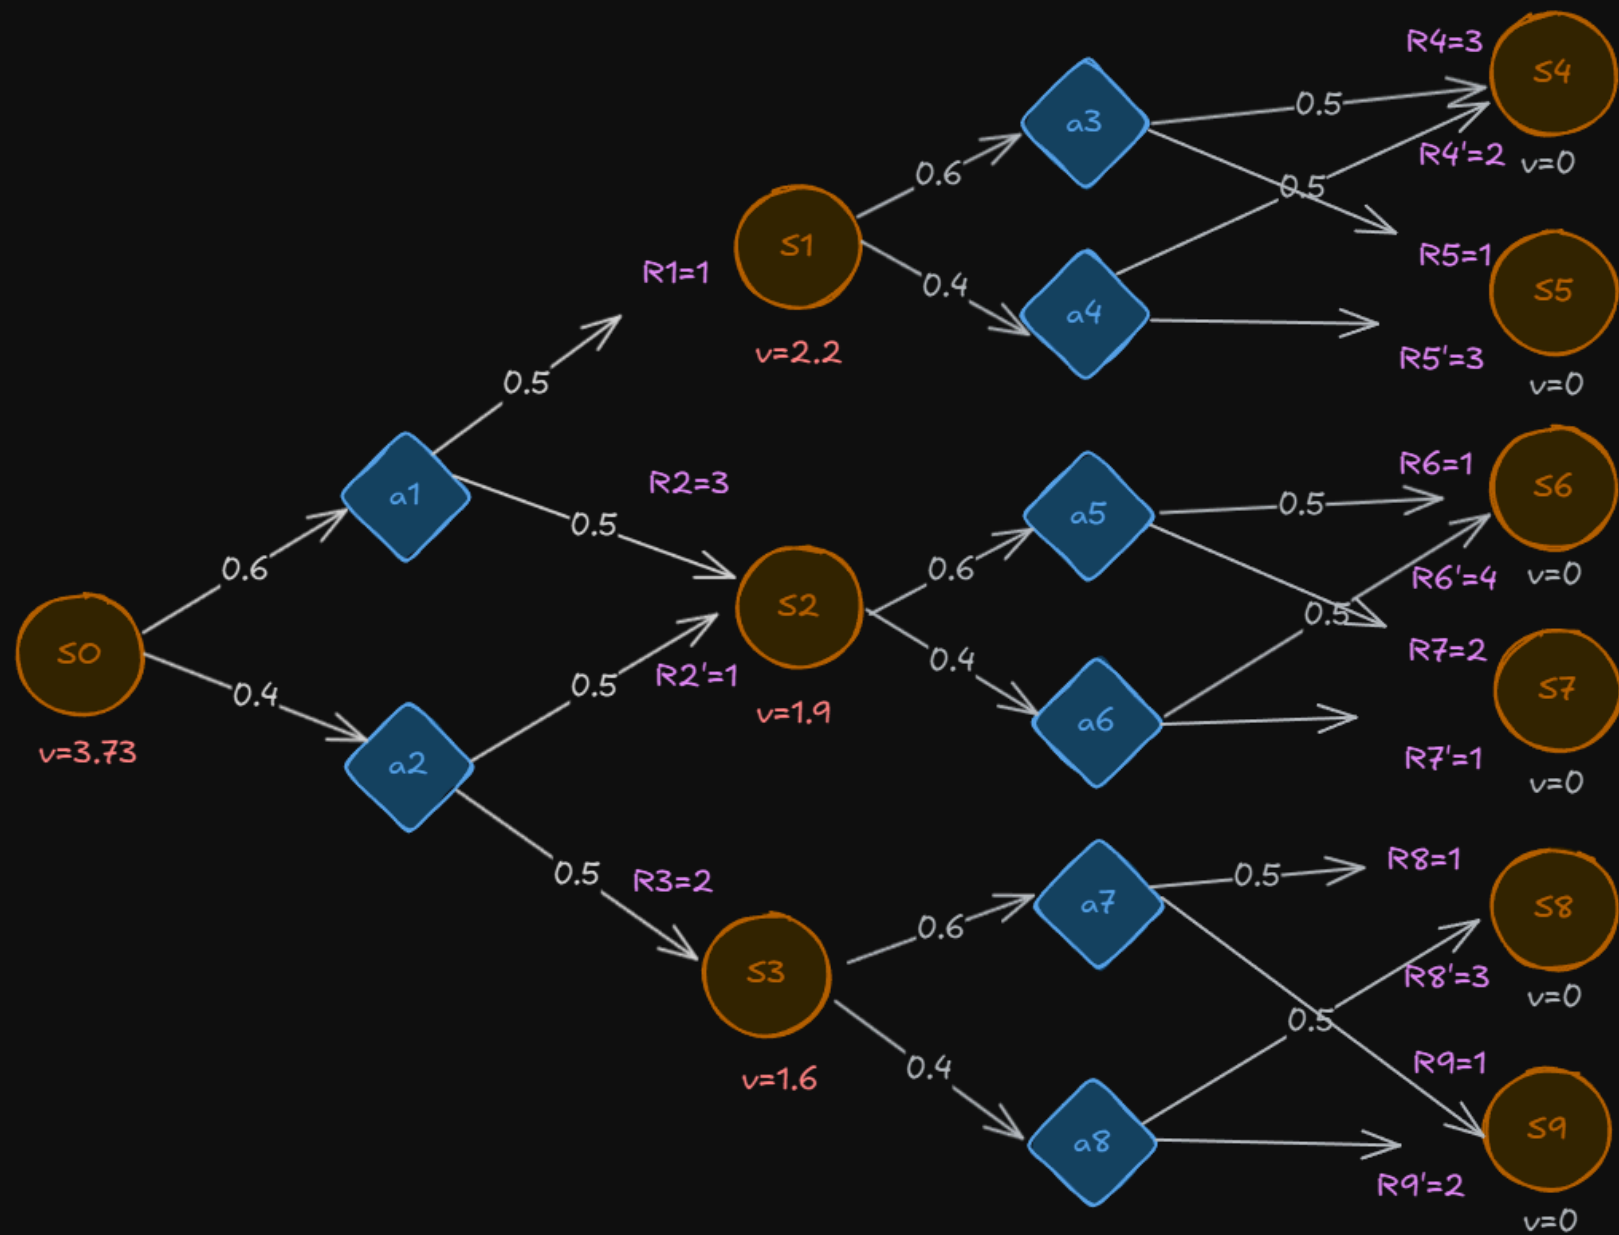 R4=3
S4
a3
0.5
R4'=2
v=0
0.6
0.5
S1
R1=1
R5=1
S5
0.4
a4
v=2.2
R5'=3
v=0
0.5
R6=1
S6
a1
R2=3
0.5
a5
0.5
R6'=4
v=0
0.6
0.6
S2
0.5
R7=2
S7
S0
0.4
R2'=1
0.4
0.5
v=1.9
a6
v=3.73
a2
R7'=1
v=0
0.5
R3=2
R8=1
0.5
a7
S8
0.6
S3
R8'=3
v=0
0.5
v=1.6
0.4
R9=1
a8
S9
R9'=2
v=0